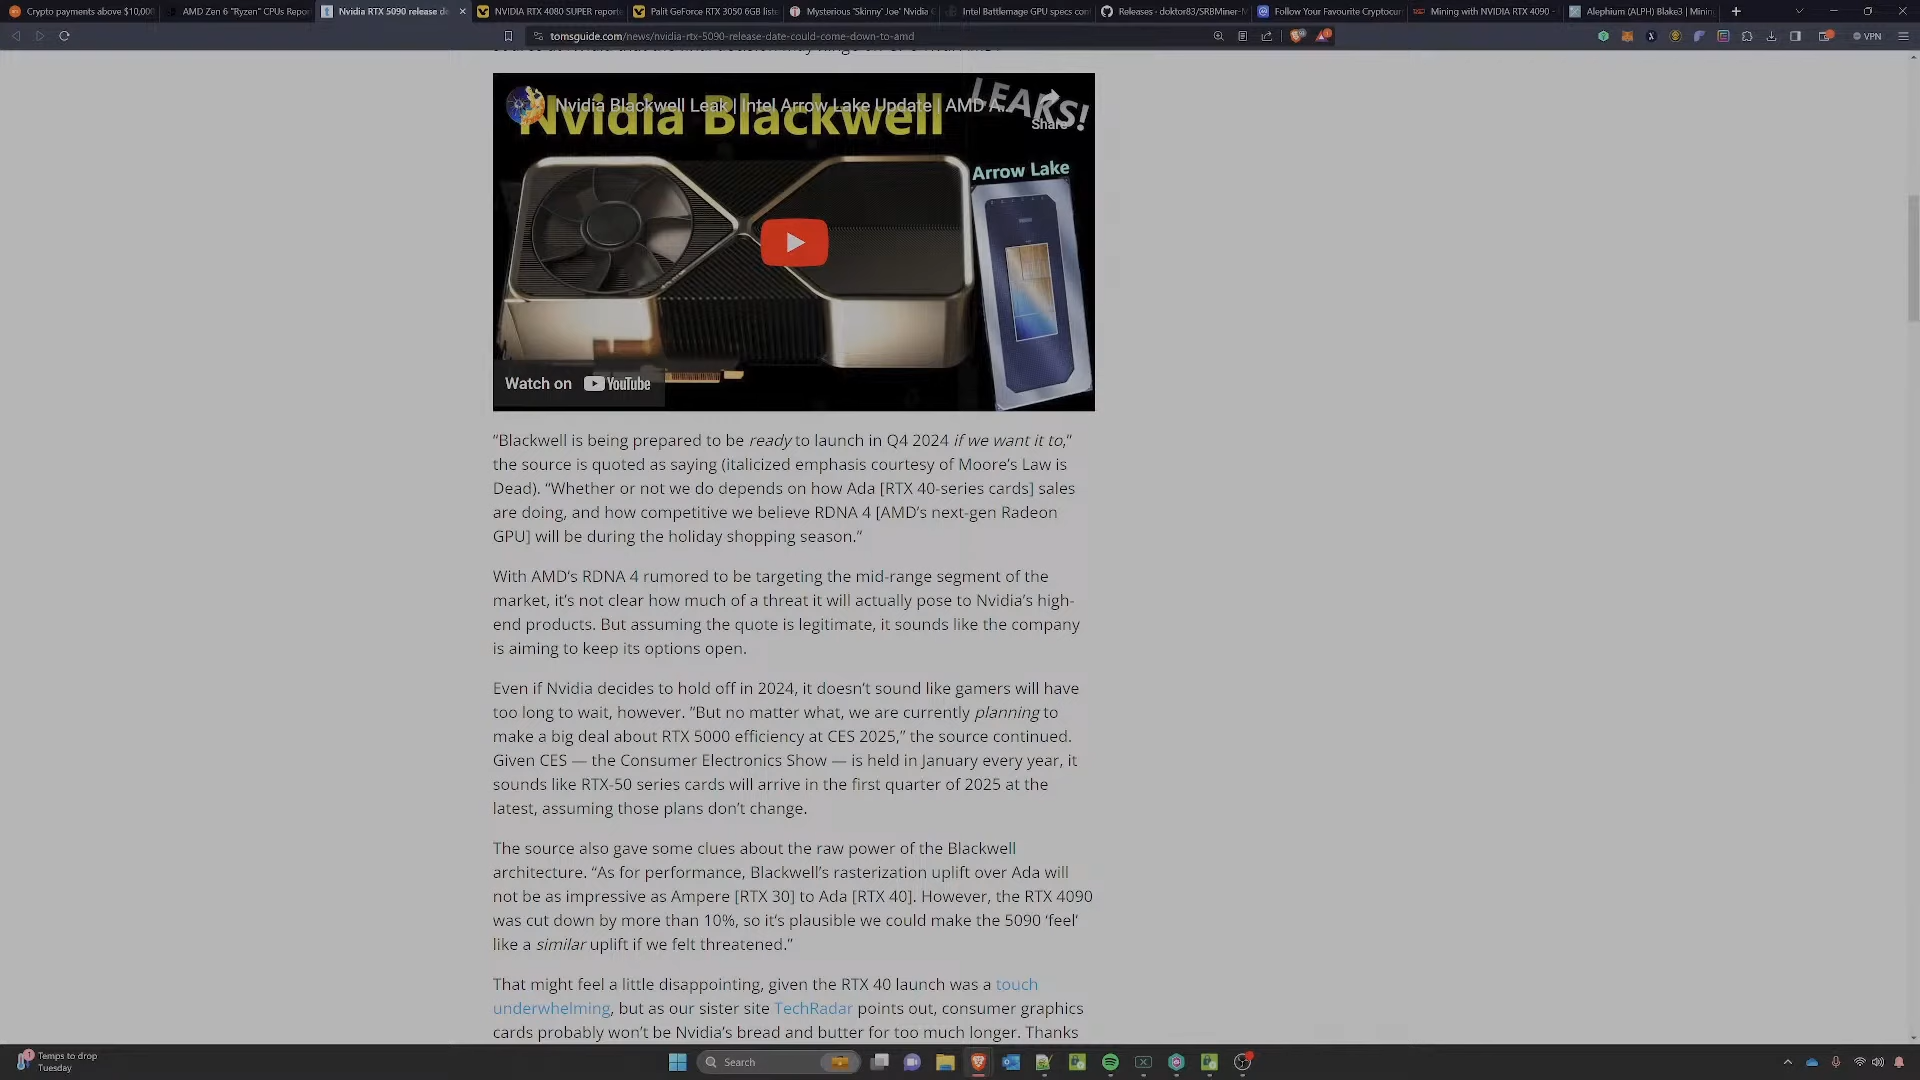 Crypto payments above $10,000
AMD Zen 6 "Ryzen" CPUs Repor
Nvidia RTX 5090 release da
NVIDIA RTX 4080 SUPER reporte
Palit GeForce RTX 3050 6GB liste
Mysterious 'Skinny' Joe' Nvidia G
Intel Battlemage GPU specs con
Releases · doktor83/SRBMiner-M
Follow Your Favourite Cryptocur
Mining with NVIDIA RTX 4090 -
Alephium (ALPH) Blake3 | Minin
tomsguide.com/news/nvidia-rtx-5090-release-date-could-come-down-to-amd
VPN
Nvidia Blackwell Leak | Intel Arrow Lake Update | AMD A...
Nvidia Blackwell
LEAKS!
Share
Arrow Lake
Watch on YouTube
“Blackwell is being prepared to be ready to launch in Q4 2024 if we want it to,”
the source is quoted as saying (italicized emphasis courtesy of Moore’s Law is
Dead). “Whether or not we do depends on how Ada [RTX 40-series cards] sales
are doing, and how competitive we believe RDNA 4 [AMD’s next-gen Radeon
GPU] will be during the holiday shopping season.”
With AMD’s RDNA 4 rumored to be targeting the mid-range segment of the
market, it’s not clear how much of a threat it will actually pose to Nvidia’s high-
end products. But assuming the quote is legitimate, it sounds like the company
is aiming to keep its options open.
Even if Nvidia decides to hold off in 2024, it doesn’t sound like gamers will have
too long to wait, however. “But no matter what, we are currently planning to
make a big deal about RTX 5000 efficiency at CES 2025,” the source continued.
Given CES — the Consumer Electronics Show — is held in January every year, it
sounds like RTX-50 series cards will arrive in the first quarter of 2025 at the
latest, assuming those plans don’t change.
The source also gave some clues about the raw power of the Blackwell
architecture. “As for performance, Blackwell’s rasterization uplift over Ada will
not be as impressive as Ampere [RTX 30] to Ada [RTX 40]. However, the RTX 4090
was cut down by more than 10%, so it’s plausible we could make the 5090 ‘feel’
like a similar uplift if we felt threatened.”
That might feel a little disappointing, given the RTX 40 launch was a touch
underwhelming, but as our sister site TechRadar points out, consumer graphics
cards probably won’t be Nvidia’s bread and butter for too much longer. Thanks
1
Temps to drop
Tuesday
Search